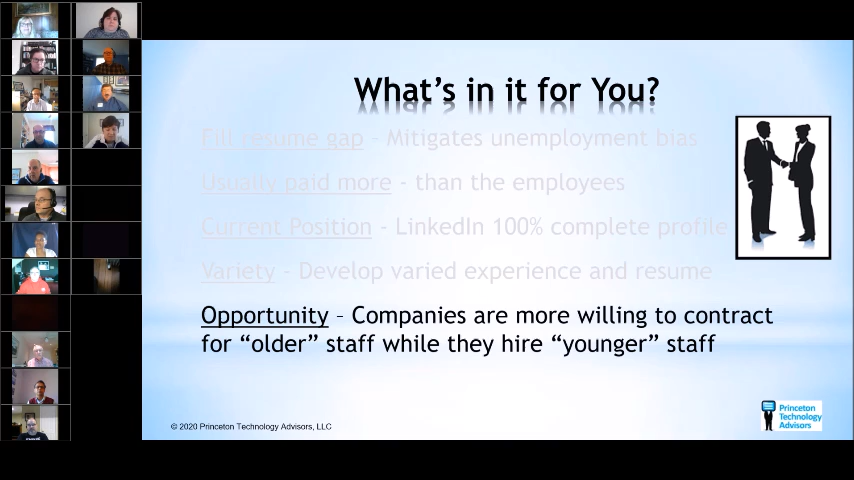 What's in it for You?
Fill resume gap - Mitigates unemployment bias
Usually paid more - than the employees
Current Position - LinkedIn 100% complete profile
Variety - Develop varied experience and resume
Opportunity – Companies are more willing to contract
for “older” staff while they hire “younger” staff
© 2020 Princeton Technology Advisors, LLC
Princeton
Technology
Advisors